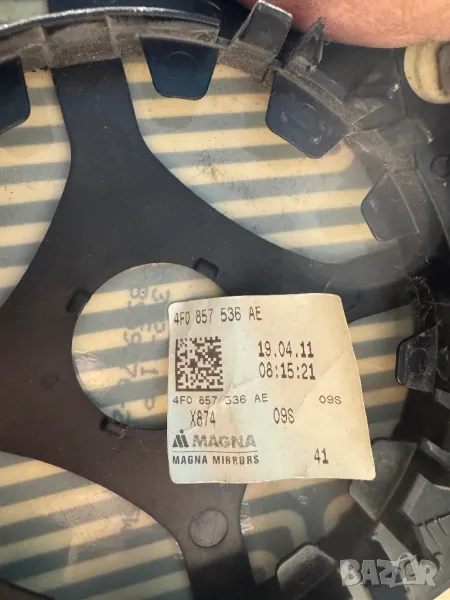 4F0 857 536 AE
19.04.11
08:15:21
4F0 857 536 AE 09S
X874 09S
MAGNA
MAGNA MIRRORS 41
BAZAR.bg